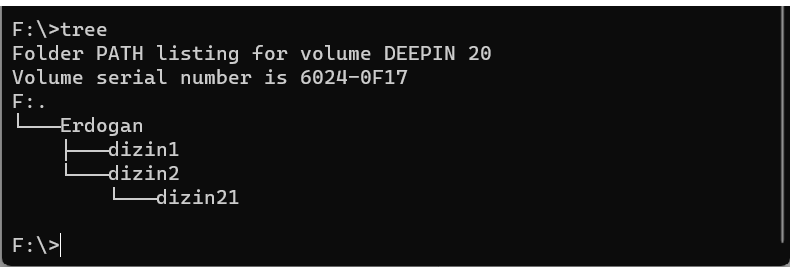 F:\>tree
Folder PATH listing for volume DEEPIN 20
Volume serial number is 6024-0F17
F:.
└───Erdogan
    ├───dizin1
    └───dizin2
        └───dizin21
F:\>